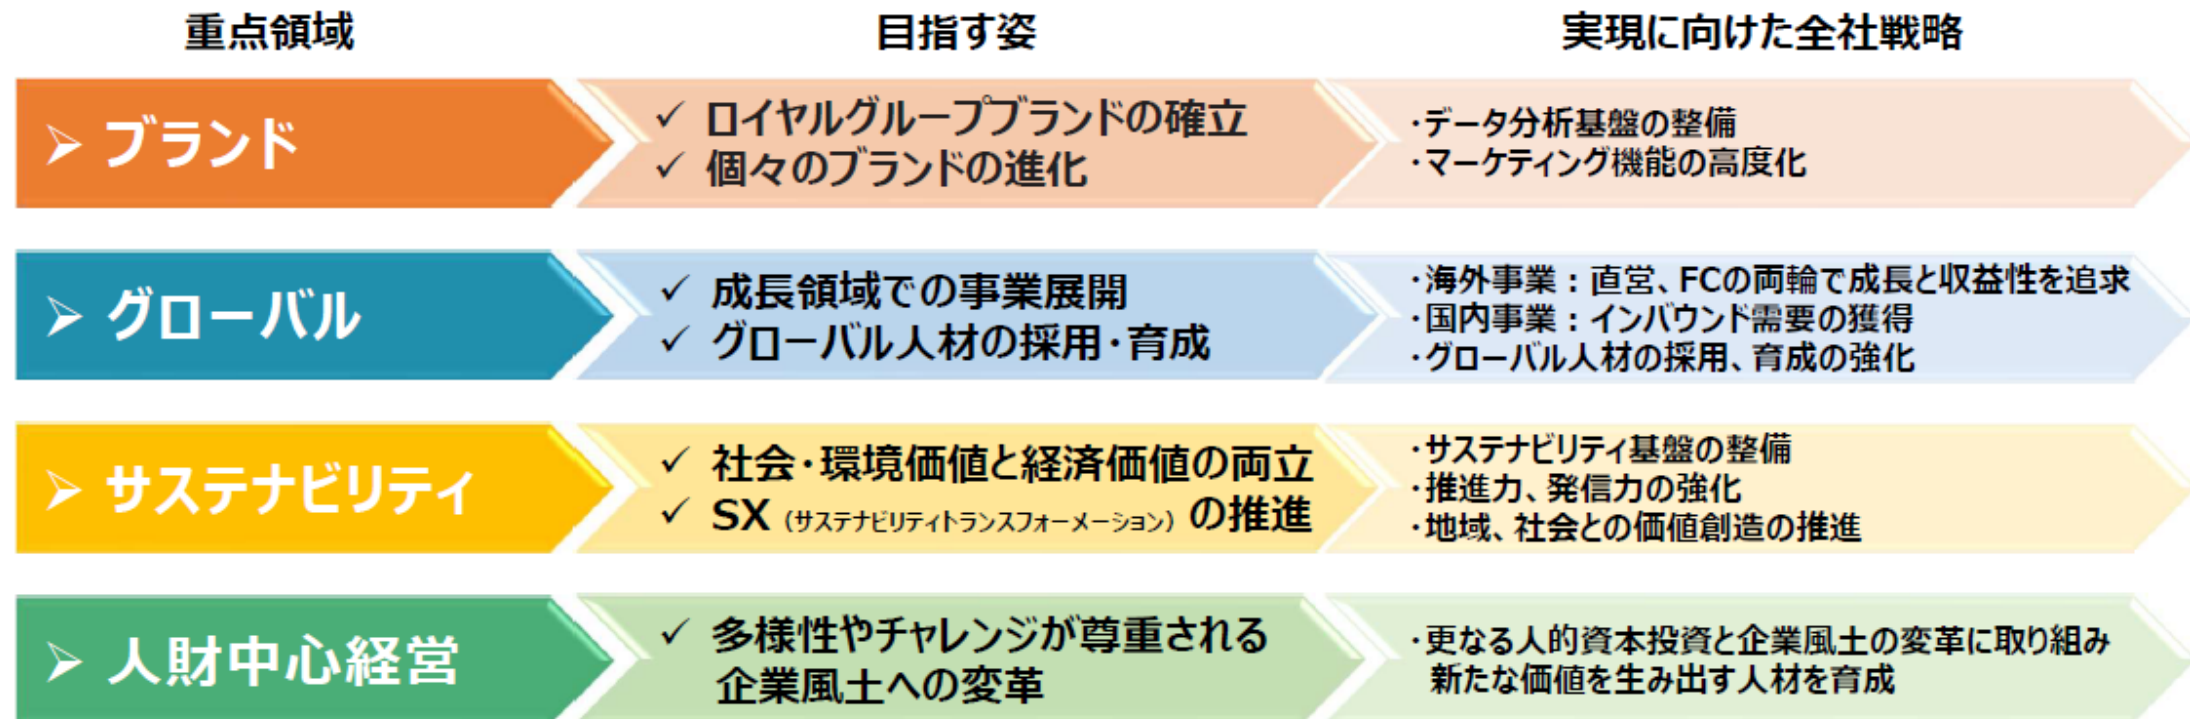 重点領域
目指す姿
実現に向けた全社戦略
➢ ブランド
✓ ロイヤルグループブランドの確立
✓ 個々のブランドの進化
・データ分析基盤の整備
・マーケティング機能の高度化
➢ グローバル
✓ 成長領域での事業展開
✓ グローバル人材の採用・育成
・海外事業：直営、FCの両輪で成長と収益性を追求
・国内事業：インバウンド需要の獲得
・グローバル人材の採用、育成の強化
➢ サステナビリティ
✓ 社会・環境価値と経済価値の両立
✓ SX（サステナビリティトランスフォーメーション）の推進
・サステナビリティ基盤の整備
・推進力、発信力の強化
・地域、社会との価値創造の推進
➢ 人財中心経営
✓ 多様性やチャレンジが尊重される
企業風土への変革
・更なる人的資本投資と企業風土の変革に取り組み
新たな価値を生み出す人材を育成